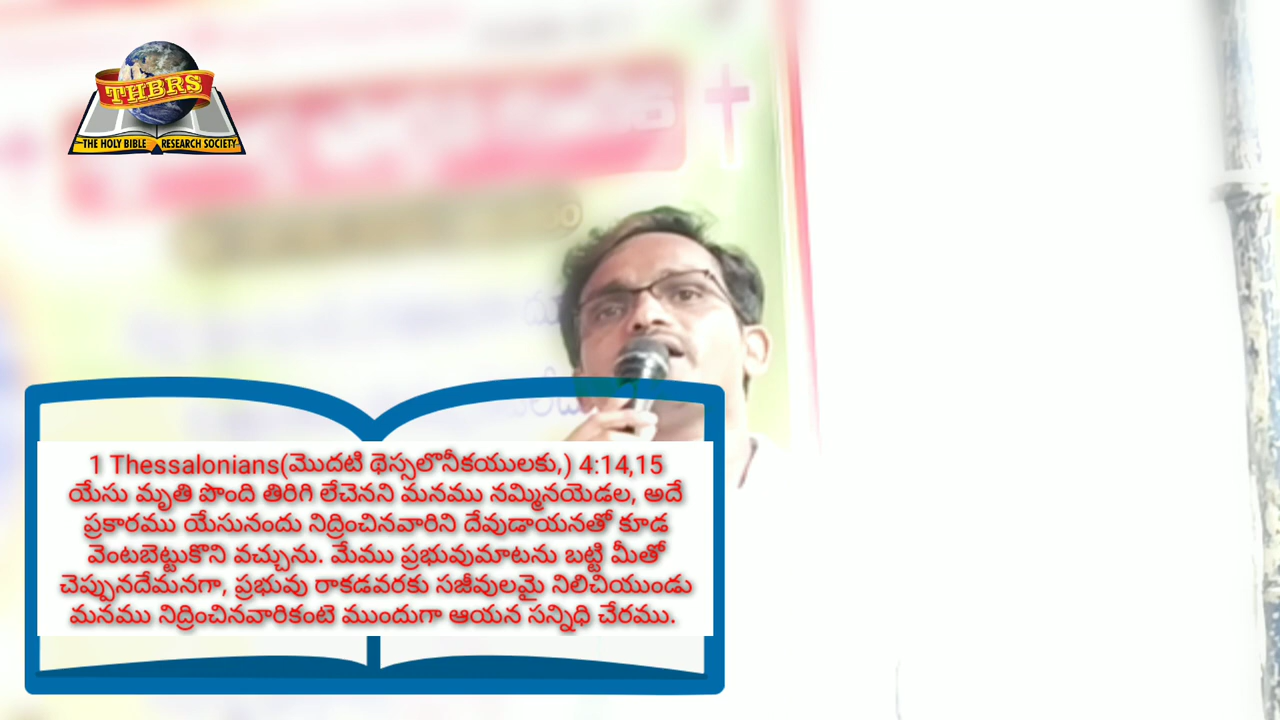 THBRS
THE HOLY BIBLE RESEARCH SOCIETY
1 Thessalonians(మొదటి థెస్సలొనీకయులకు,) 4:14,15
యేసు మృతి పొంది తిరిగి లేచెనని మనము నమ్మినయెడల, అదే
ప్రకారము యేసునందు నిద్రించినవారిని దేవుడాయనతో కూడ
వెంటబెట్టుకొని వచ్చును. మేము ప్రభువుమాటను బట్టి మీతో
చెప్పునదేమనగా, ప్రభువు రాకడవరకు సజీవులమై నిలిచియుండు
మనము నిద్రించినవారికంటె ముందుగా ఆయన సన్నిధి చేరము.